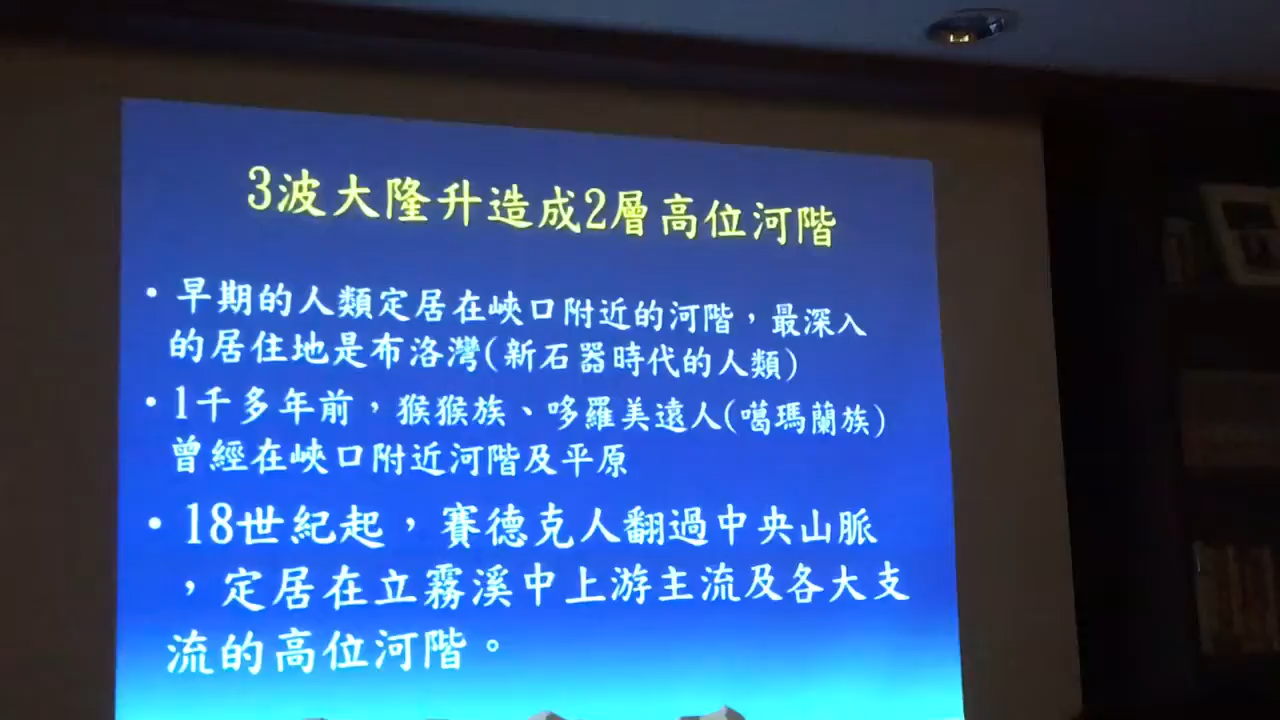 3波大隆升造成2層高位河階
• 早期的人類定居在峽口附近的河階，最深入
的居住地是布洛灣(新石器時代的人類)
• 1千多年前，猴猴族、哆羅美遠人(噶瑪蘭族)
曾經在峽口附近河階及平原
• 18世紀起，賽德克人翻過中央山脈
，定居在立霧溪中上游主流及各大支
流的高位河階。